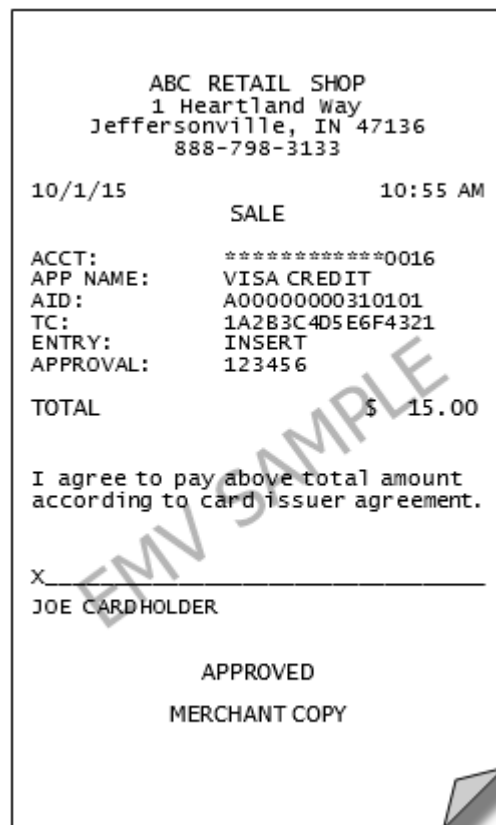 ABC RETAIL SHOP
1 Heartland Way
Jeffersonville, IN 47136
888-798-3133
10/1/15 10:55 AM
SALE
ACCT: ************0016
APP NAME: VISA CREDIT
AID: A00000000310101
TC: 1A2B3C4D5E6F4321
ENTRY: INSERT
APPROVAL: 123456
TOTAL $ 15.00
I agree to pay above total amount
according to card issuer agreement.
EMV SAMPLE
X________________________________
JOE CARDHOLDER
APPROVED
MERCHANT COPY